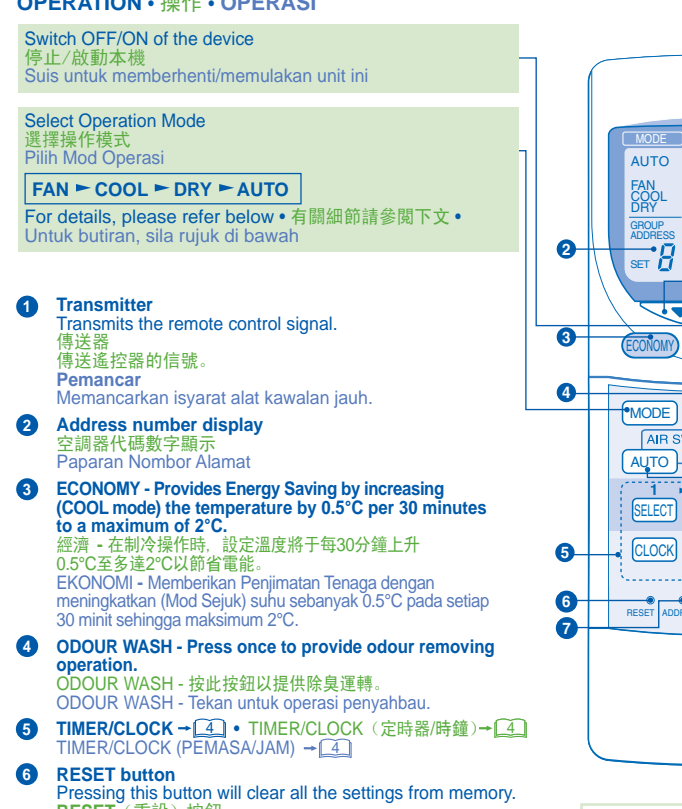 OPERATION • 操作 • OPERASI
Switch OFF/ON of the device
停止/啟動本機
Suis untuk memberhenti/memulakan unit ini
Select Operation Mode
選擇操作模式
Pilih Mod Operasi
FAN ► COOL ► DRY ► AUTO
For details, please refer below • 有關細節請參閱下文 •
Untuk butiran, sila rujuk di bawah
1 Transmitter
Transmits the remote control signal.
傳送器
傳送遙控器的信號。
Pemancar
Memancarkan isyarat alat kawalan jauh.
2 Address number display
空調器代碼數字顯示
Paparan Nombor Alamat
3 ECONOMY - Provides Energy Saving by increasing
(COOL mode) the temperature by 0.5°C per 30 minutes
to a maximum of 2°C.
經濟 - 在制冷操作時，設定溫度將于每30分鐘上升
0.5°C至多達2°C以節省電能。
EKONOMI - Memberikan Penjimatan Tenaga dengan
meningkatkan (Mod Sejuk) suhu sebanyak 0.5°C pada setiap
30 minit sehingga maksimum 2°C.
4 ODOUR WASH - Press once to provide odour removing
operation.
ODOUR WASH - 按此按鈕以提供除臭運轉。
ODOUR WASH - Tekan untuk operasi penyahbau.
5 TIMER/CLOCK → 4 • TIMER/CLOCK（定時器/時鐘）→ 4
TIMER/CLOCK (PEMASA/JAM) → 4
6 RESET button
Pressing this button will clear all the settings from memory.
RESET（重設）按鈕
MODE
AUTO
FAN
COOL
DRY
GROUP
ADDRESS
2
SET 8
3
ECONOMY
4
MODE
AIR S
AUTO
1
SELECT
5
CLOCK
6
RESET ADDR
7